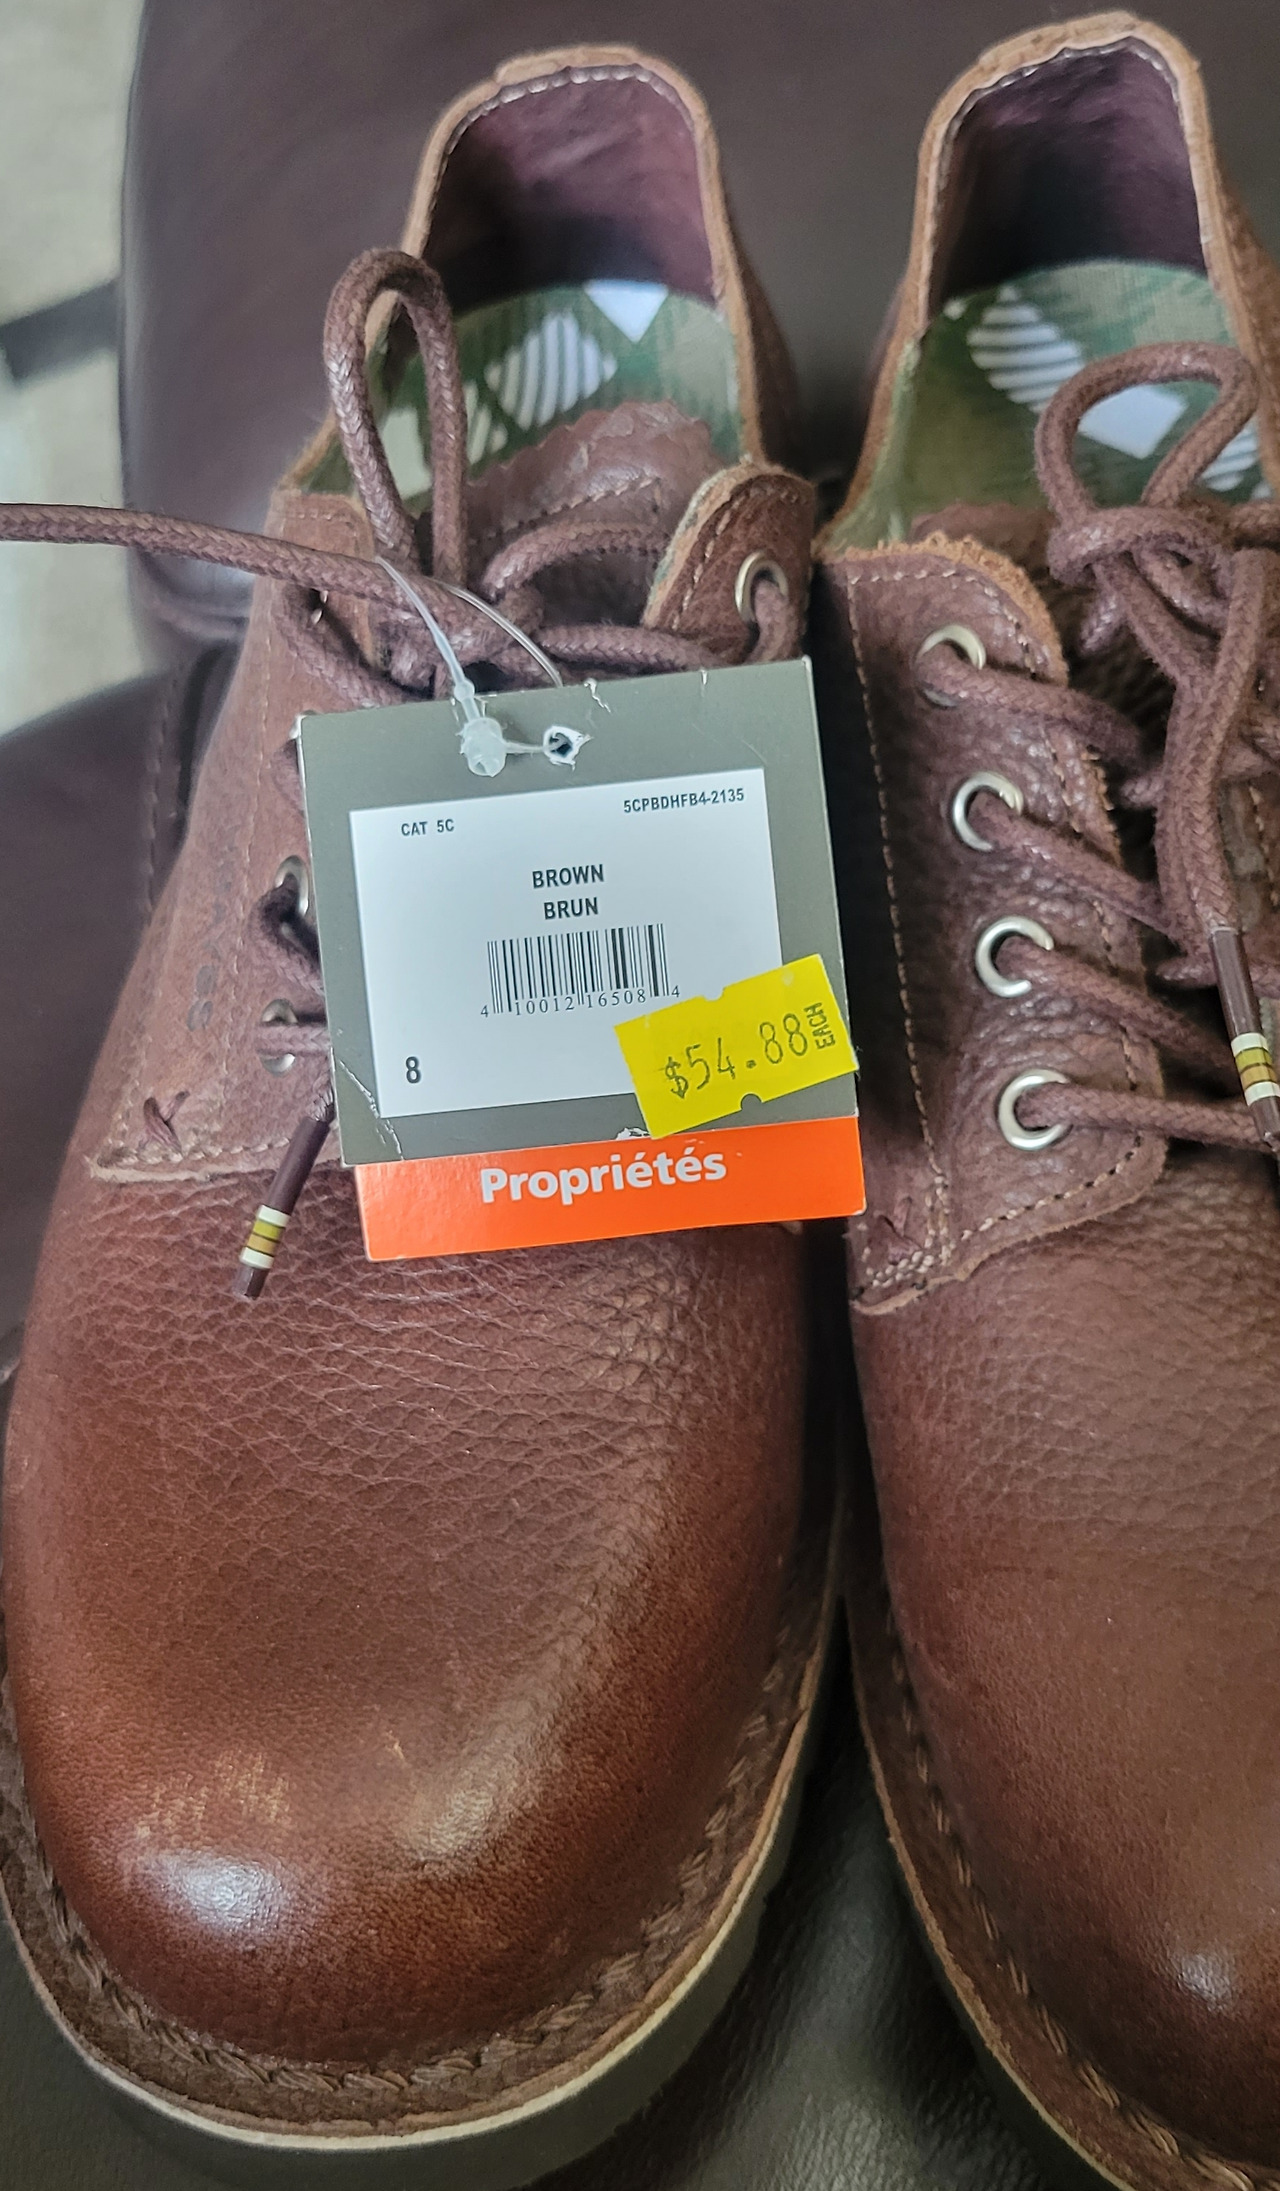 5CPBDHFB4-2135
CAT 5C
BROWN
BRUN
4 10012 16508 4
8
$54.88 EACH
Propriétés